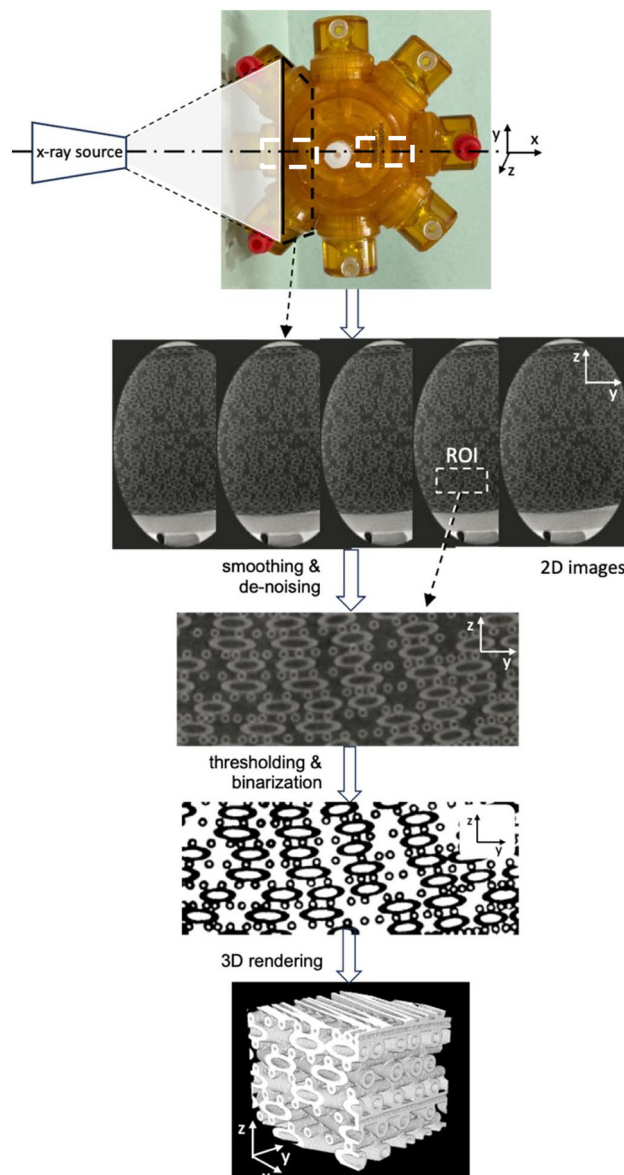 x-ray source
y
x
z
z
y
ROI
smoothing &
de-noising
2D images
z
y
thresholding &
binarization
z
y
3D rendering
z
y